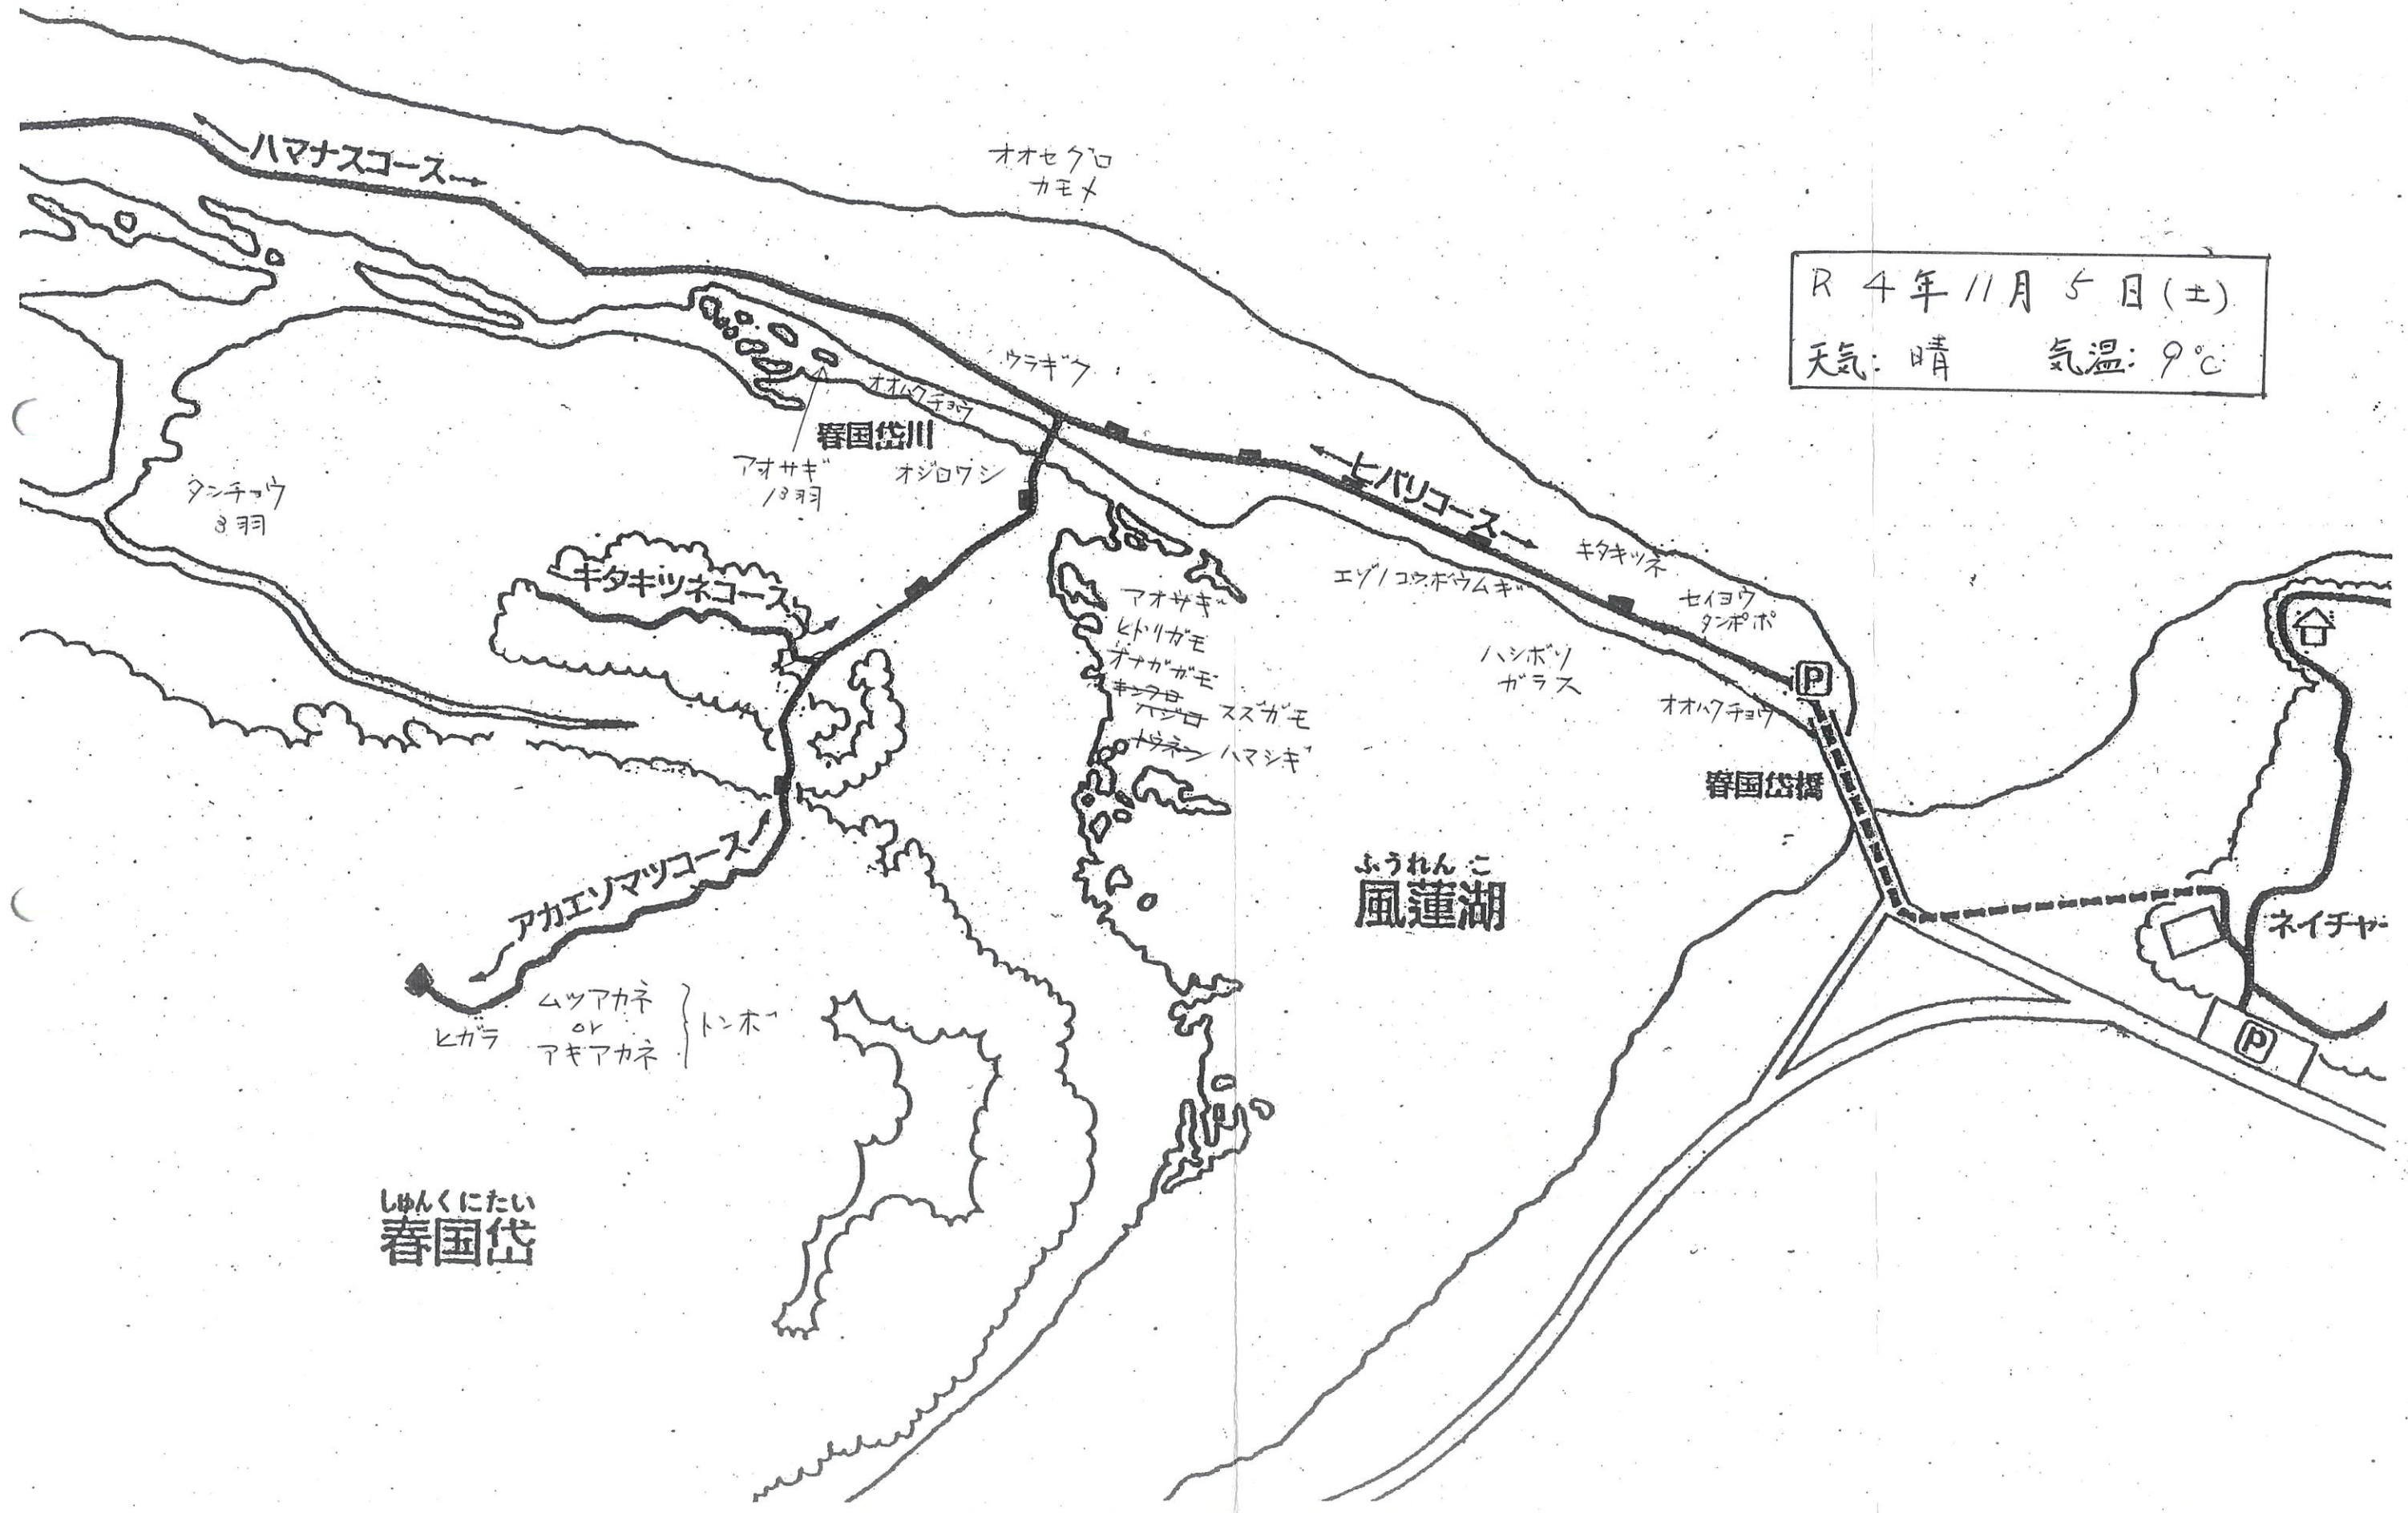 ハマナスコース
オオセグロ
カモメ
R 4年11月5日(土)
天気:晴 気温:9℃
ウラギク
オオハクチョウ
春国岱川
アオサギ
13羽
オジロワシ
ヒバリコース
タンチョウ
3羽
キタキツネコース
キタキツネ
エゾノコウボウムギ
セイヨウ
タンポポ
アオサギ
ヒドリガモ
オナガガモ
キンクロ
ハジロ スズガモ
トウネン ハマシギ
ハシボソ
ガラス
P
オオハクチョウ
春国岱橋
アカエゾマツコース
ふうれんこ
風蓮湖
ネイチャー
ヒガラ
ムツアカネ
or
アキアカネ
トンボ
P
しゅんくにたい
春国岱